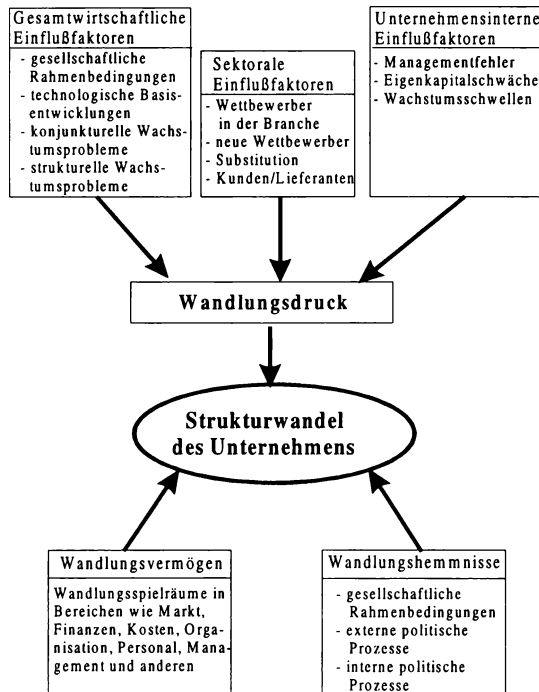 Gesamtwirtschaftliche
Einflußfaktoren
- gesellschaftliche
Rahmenbedingungen
- technologische Basis-
entwicklungen
- konjunkturelle Wachs-
tumsprobleme
- strukturelle Wachs-
tumsprobleme
Sektorale
Einflußfaktoren
- Wettbewerber
in der Branche
- neue Wettbewerber
- Substitution
- Kunden/Lieferanten
Unternehmensinterne
Einflußfaktoren
- Managementfehler
- Eigenkapitalschwäche
- Wachstumsschwellen
Wandlungsdruck
Strukturwandel
des Unternehmens
Wandlungsvermögen
Wandlungsspielräume in
Bereichen wie Markt,
Finanzen, Kosten, Orga-
nisation, Personal, Mana-
gement und anderen
Wandlungshemmnisse
- gesellschaftliche
Rahmenbedingungen
- externe politische
Prozesse
- interne politische
Prozesse